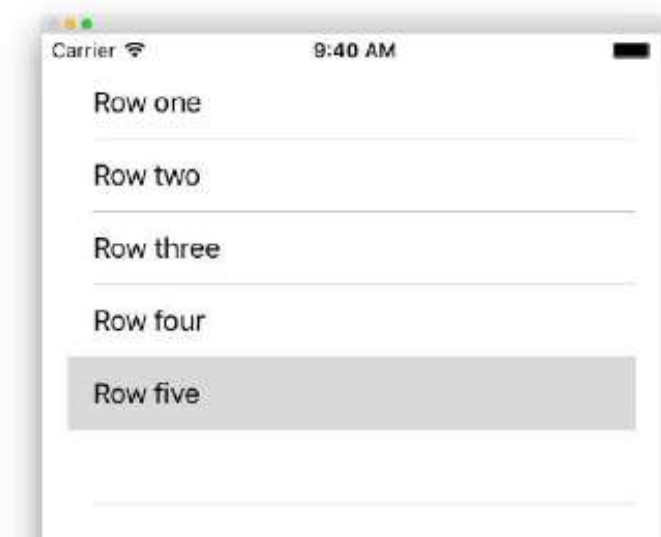 Carrier
9:40 AM
Row one
Row two
Row three
Row four
Row five